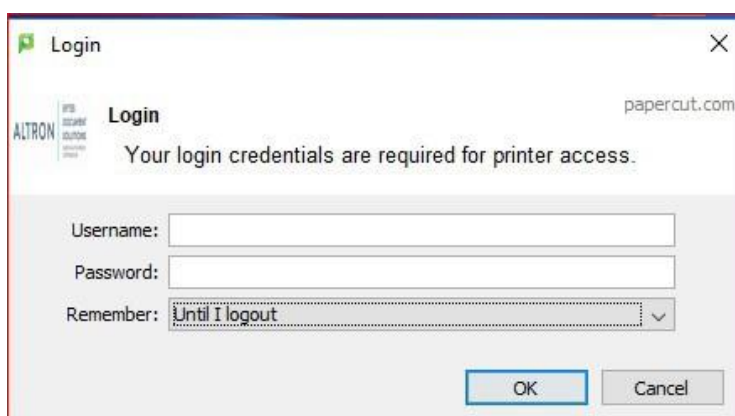 Login
papercut.com
ALTRON
Login
Your login credentials are required for printer access.
Username:
Password:
Remember: Until I logout
OK Cancel